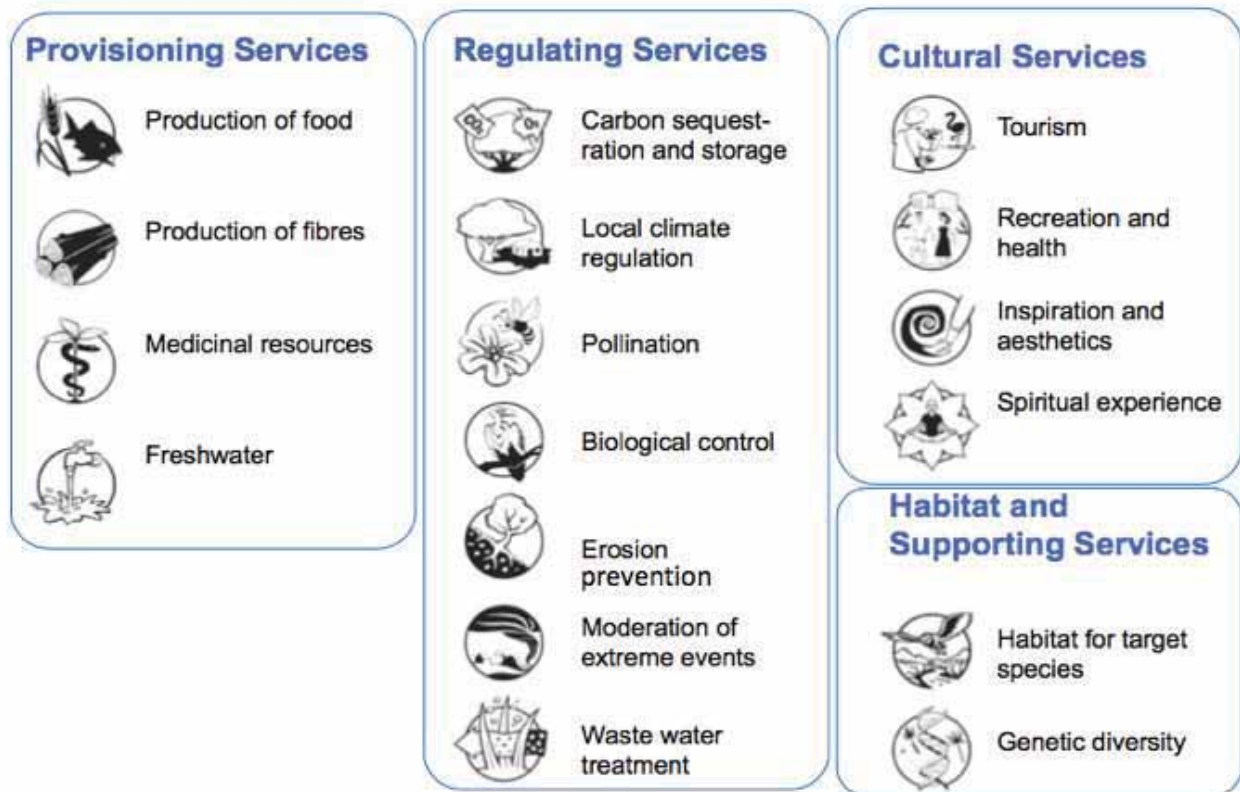 Provisioning Services
Production of food
Production of fibres
Medicinal resources
Freshwater
Regulating Services
CO₂
O₂
Carbon sequest-
ration and storage
Local climate
regulation
Pollination
Biological control
Erosion
prevention
Moderation of
extreme events
Waste water
treatment
Cultural Services
Tourism
Recreation and
health
Inspiration and
aesthetics
Spiritual experience
Habitat and
Supporting Services
Habitat for target
species
Genetic diversity